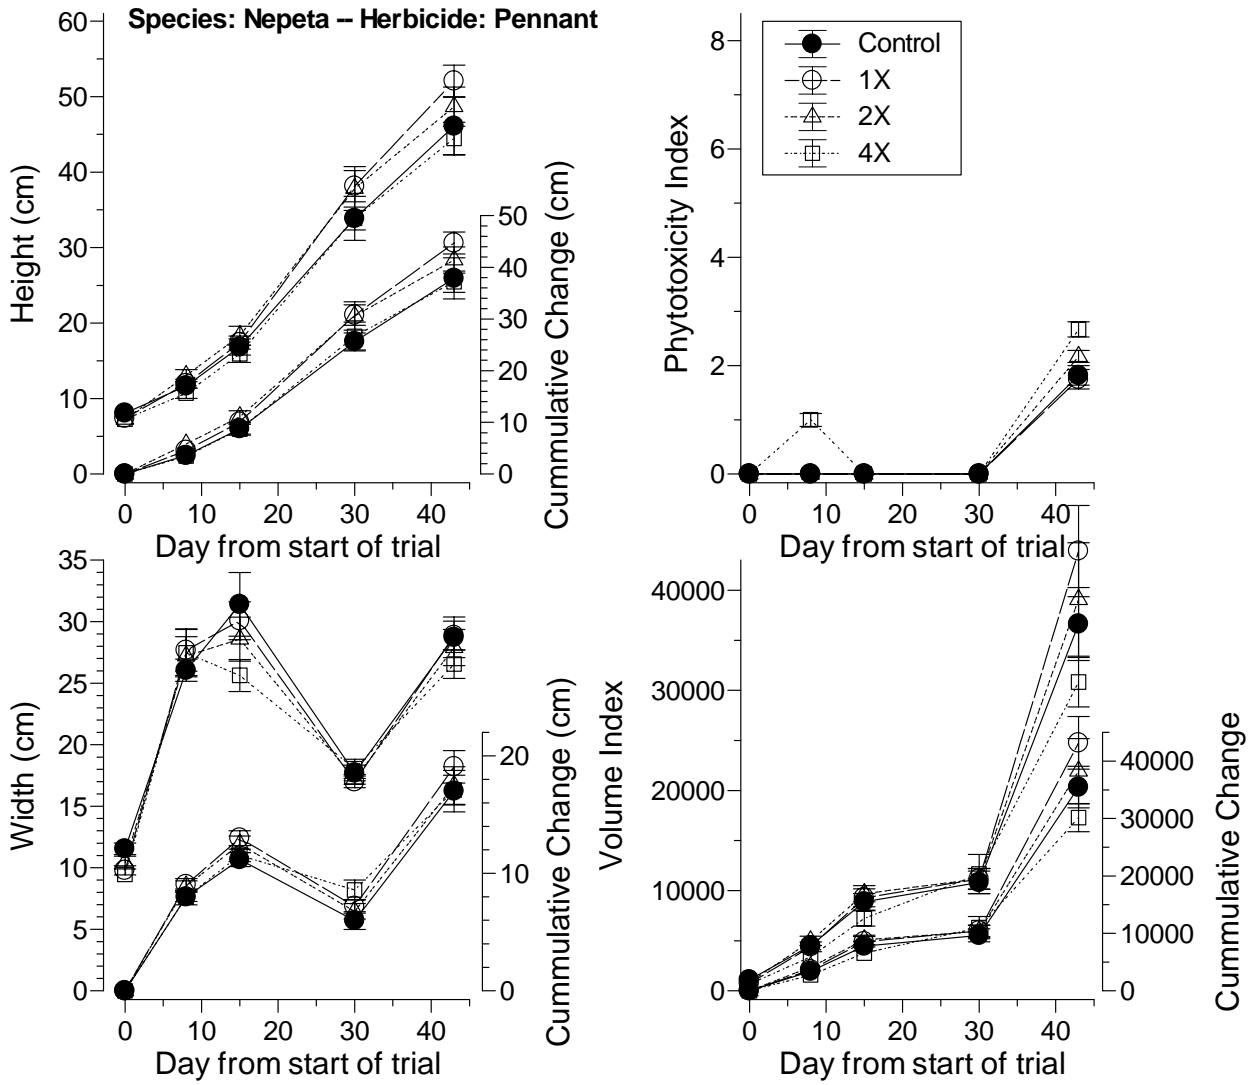 Species: Nepeta -- Herbicide: Pennant
60
50
40
30
20
10
0
Height (cm)
50
40
30
20
10
0
Cummulative Change (cm)
0 10 20 30 40
Day from start of trial
8
6
4
2
0
Phytotoxicity Index
Control
1X
2X
4X
0 10 20 30 40
Day from start of trial
35
30
25
20
15
10
5
0
Width (cm)
20
10
0
Cummulative Change (cm)
0 10 20 30 40
Day from start of trial
40000
30000
20000
10000
0
Volume Index
40000
30000
20000
10000
0
Cummulative Change
0 10 20 30 40
Day from start of trial